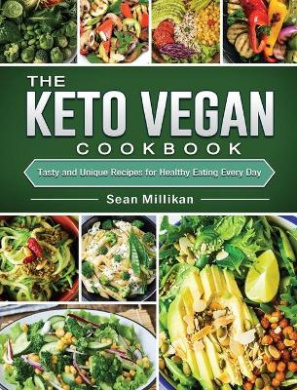 THE
KETO VEGAN
COOKBOOK
Tasty and Unique Recipes for Healthy Eating Every Day
Sean Millikan